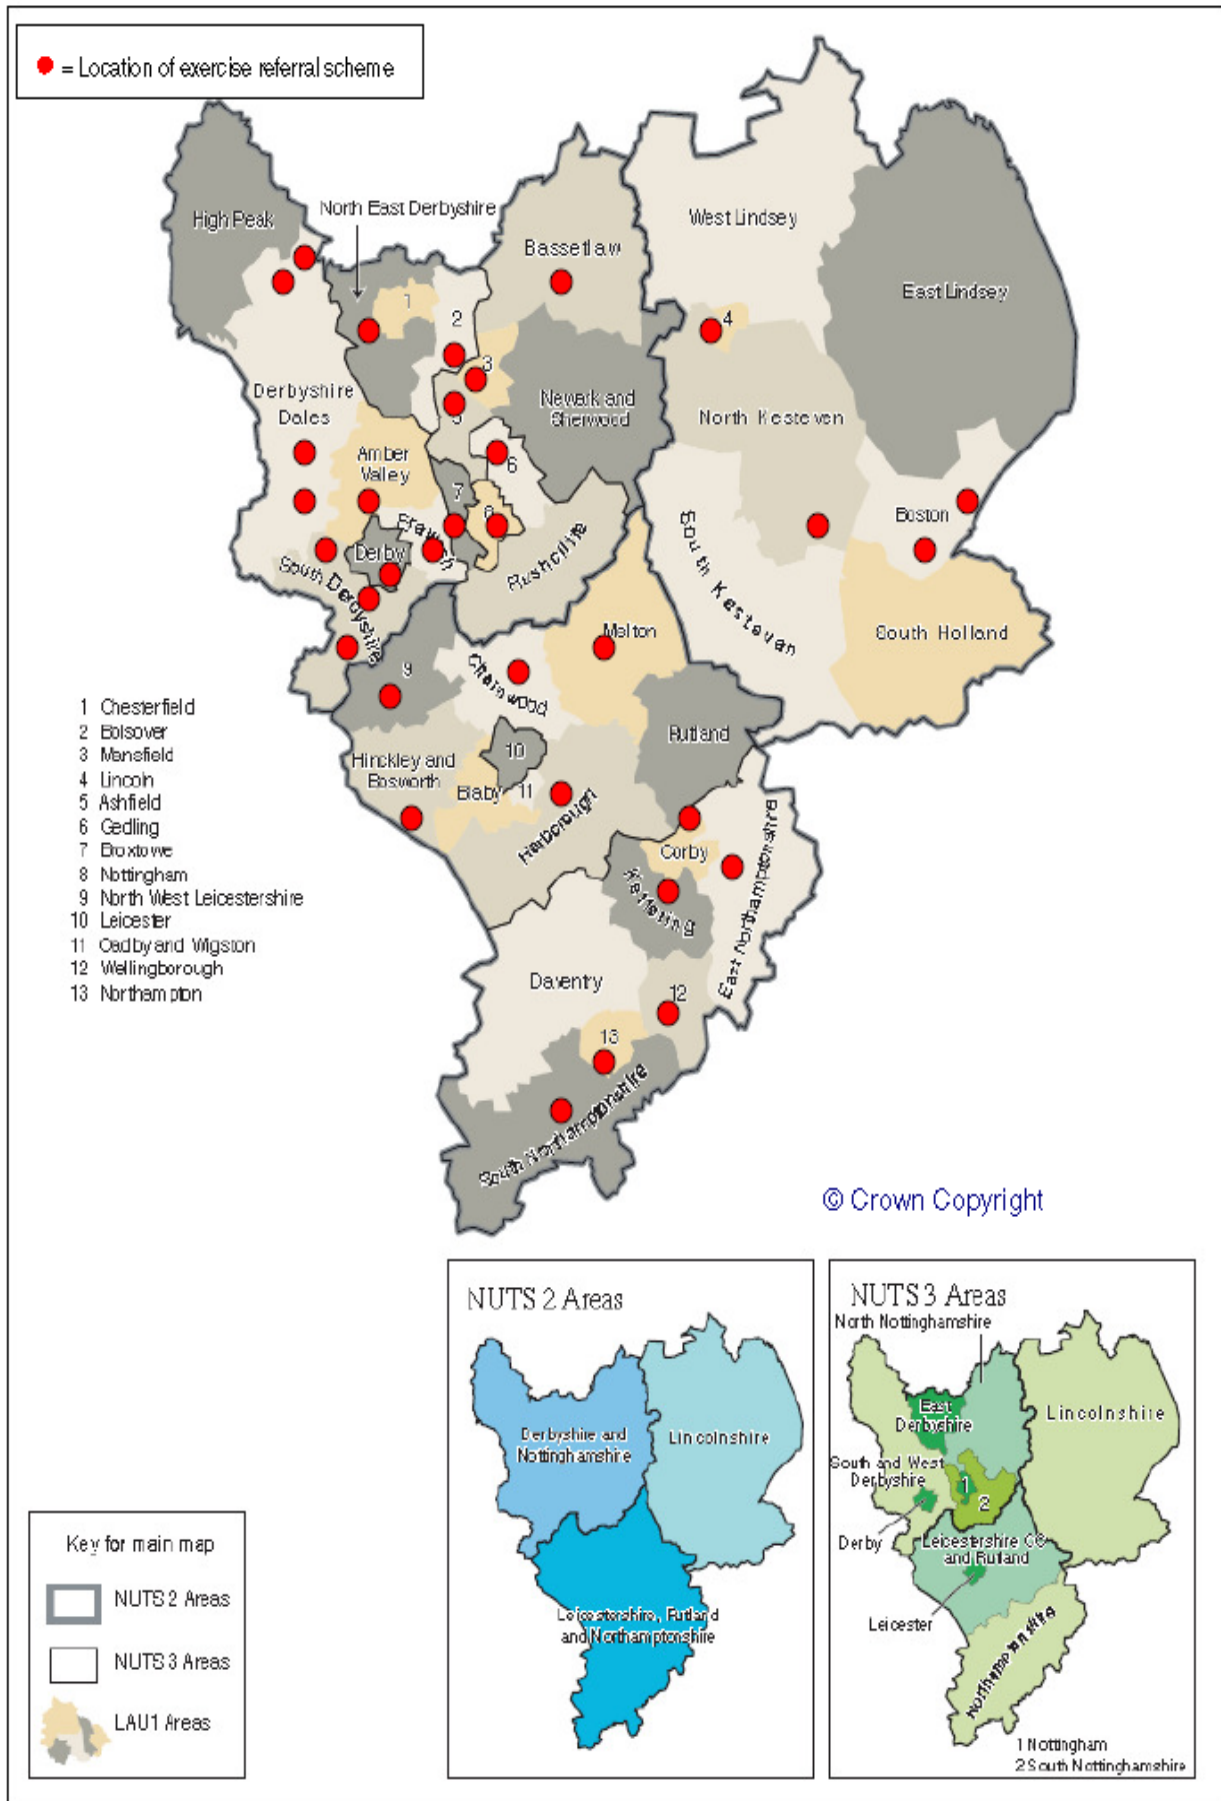 = Location of exercise referral scheme
High Peak
North East Derbyshire
Bassetlaw
West Lindsey
East Lindsey
1
2
3
4
Derbyshire
Dales
Newark and
Sherwood
North Kesteven
Amber
Valley
5
6
7
8
Derby
Rushcliffe
Boston
South Derbyshire
South Kesteven
South Holland
Melton
Charnwood
9
Rutland
10
Hinckley and
Bosworth
Blaby
11
Harborough
Corby
Kettering
East Northamptonshire
Daventry
12
13
South Northamptonshire
1 Chesterfield
2 Bolsover
3 Mansfield
4 Lincoln
5 Ashfield
6 Gedling
7 Broxtowe
8 Nottingham
9 North West Leicestershire
10 Leicester
11 Oadby and Wigston
12 Wellingborough
13 Northampton
© Crown Copyright
Key for main map
NUTS 2 Areas
NUTS 3 Areas
LAU1 Areas
NUTS 2 Areas
Derbyshire and
Nottinghamshire
Lincolnshire
Leicestershire, Rutland
and Northamptonshire
NUTS 3 Areas
North Nottinghamshire
East
Derbyshire
Lincolnshire
South and West
Derbyshire
1
2
Derby
Leicestershire CC
and Rutland
Leicester
Northamptonshire
1 Nottingham
2 South Nottinghamshire